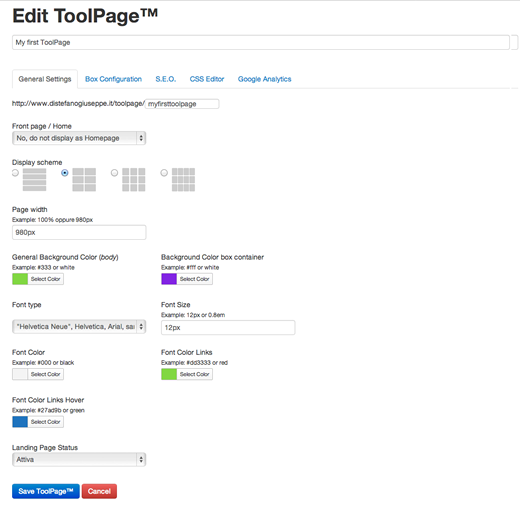 Edit ToolPage™
My first ToolPage
General Settings Box Configuration S.E.O. CSS Editor Google Analytics
http://www.distefanogiuseppe.it/toolpage/ myfirsttoolpage
Front page / Home
No, do not display as Homepage
Display scheme
Page width
Example: 100% oppure 980px
980px
General Background Color (body) Background Color box container
Example: #333 or white Example: #fff or white
Select Color Select Color
Font type Font Size
Example: 12px or 0.8em
"Helvetica Neue", Helvetica, Arial, sa 12px
Font Color Font Color Links
Example: #000 or black Example: #dd3333 or red
Select Color Select Color
Font Color Links Hover
Example: #27ad9b or green
Select Color
Landing Page Status
Attiva
Save ToolPage™ Cancel